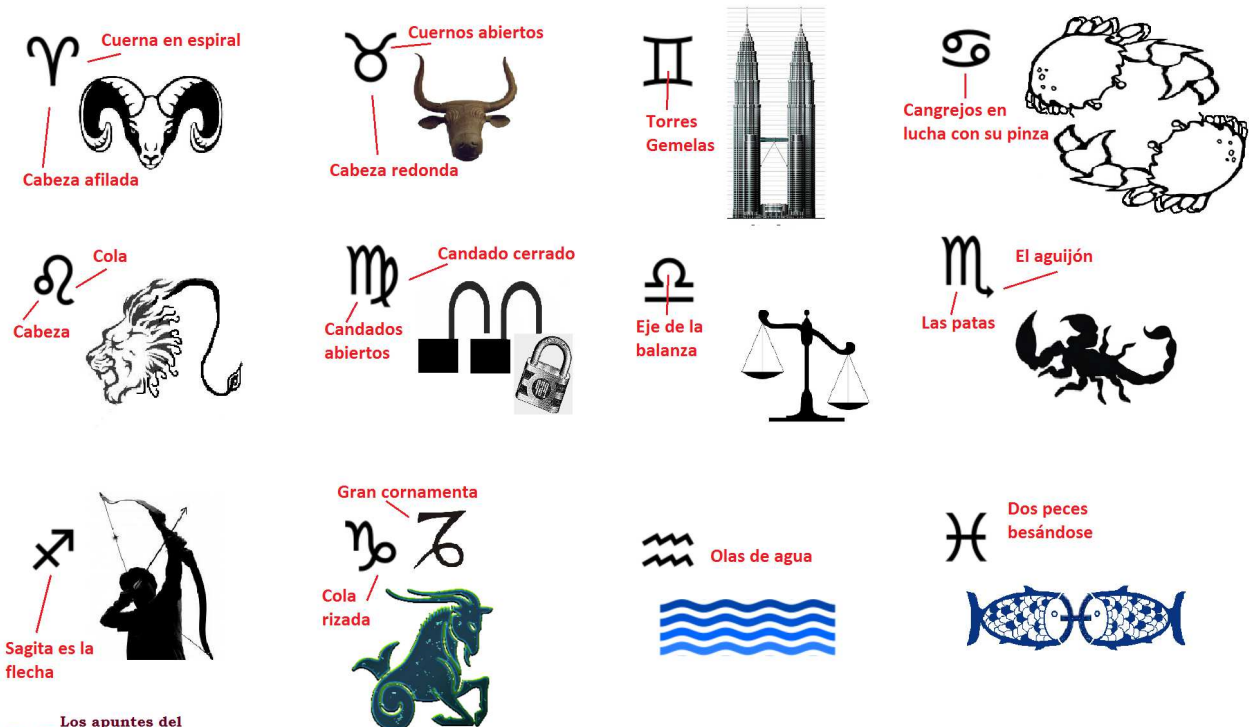 Cuerna en espiral
Cabeza afilada
Cuernos abiertos
Cabeza redonda
Torres
Gemelas
Cangrejos en
lucha con su pinza
Cola
Cabeza
Candado cerrado
Candados
abiertos
Eje de la
balanza
El aguijón
Las patas
Sagita es la
flecha
Gran cornamenta
Cola
rizada
Olas de agua
Dos peces
besándose
Los apuntes del